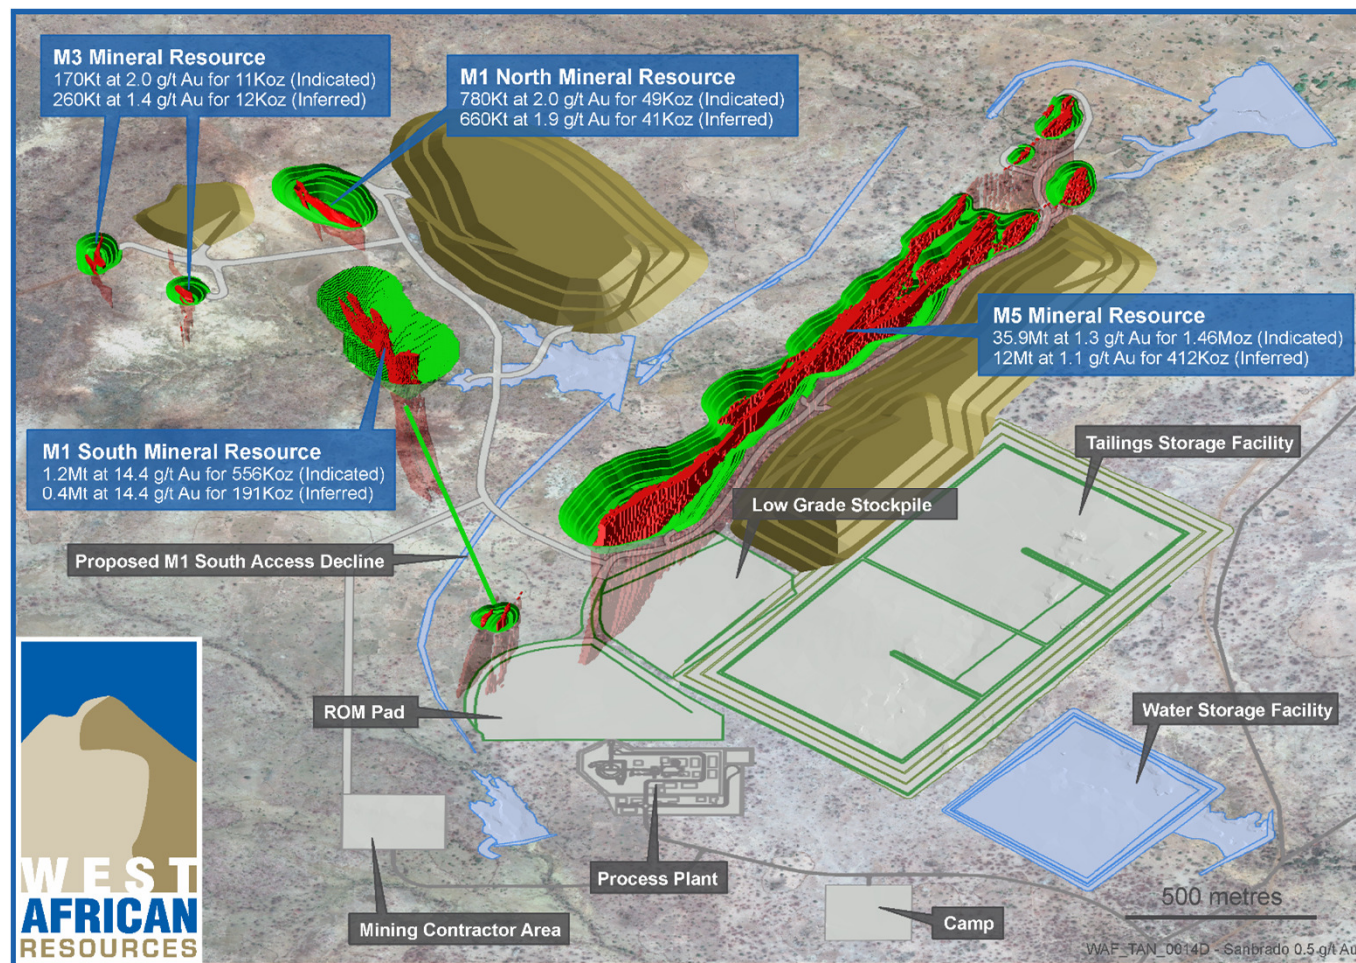 M3 Mineral Resource
170Kt at 2.0 g/t Au for 11Koz (Indicated)
260Kt at 1.4 g/t Au for 12Koz (Inferred)
M1 North Mineral Resource
780Kt at 2.0 g/t Au for 49Koz (Indicated)
660Kt at 1.9 g/t Au for 41Koz (Inferred)
M5 Mineral Resource
35.9Mt at 1.3 g/t Au for 1.46Moz (Indicated)
12Mt at 1.1 g/t Au for 412Koz (Inferred)
M1 South Mineral Resource
1.2Mt at 14.4 g/t Au for 556Koz (Indicated)
0.4Mt at 14.4 g/t Au for 191Koz (Inferred)
Tailings Storage Facility
Low Grade Stockpile
Proposed M1 South Access Decline
ROM Pad
Water Storage Facility
Process Plant
Mining Contractor Area
Camp
500 metres
WEST
AFRICAN
RESOURCES
WAF_TAN_0014D - Sanbrado 0.5 g/t Au